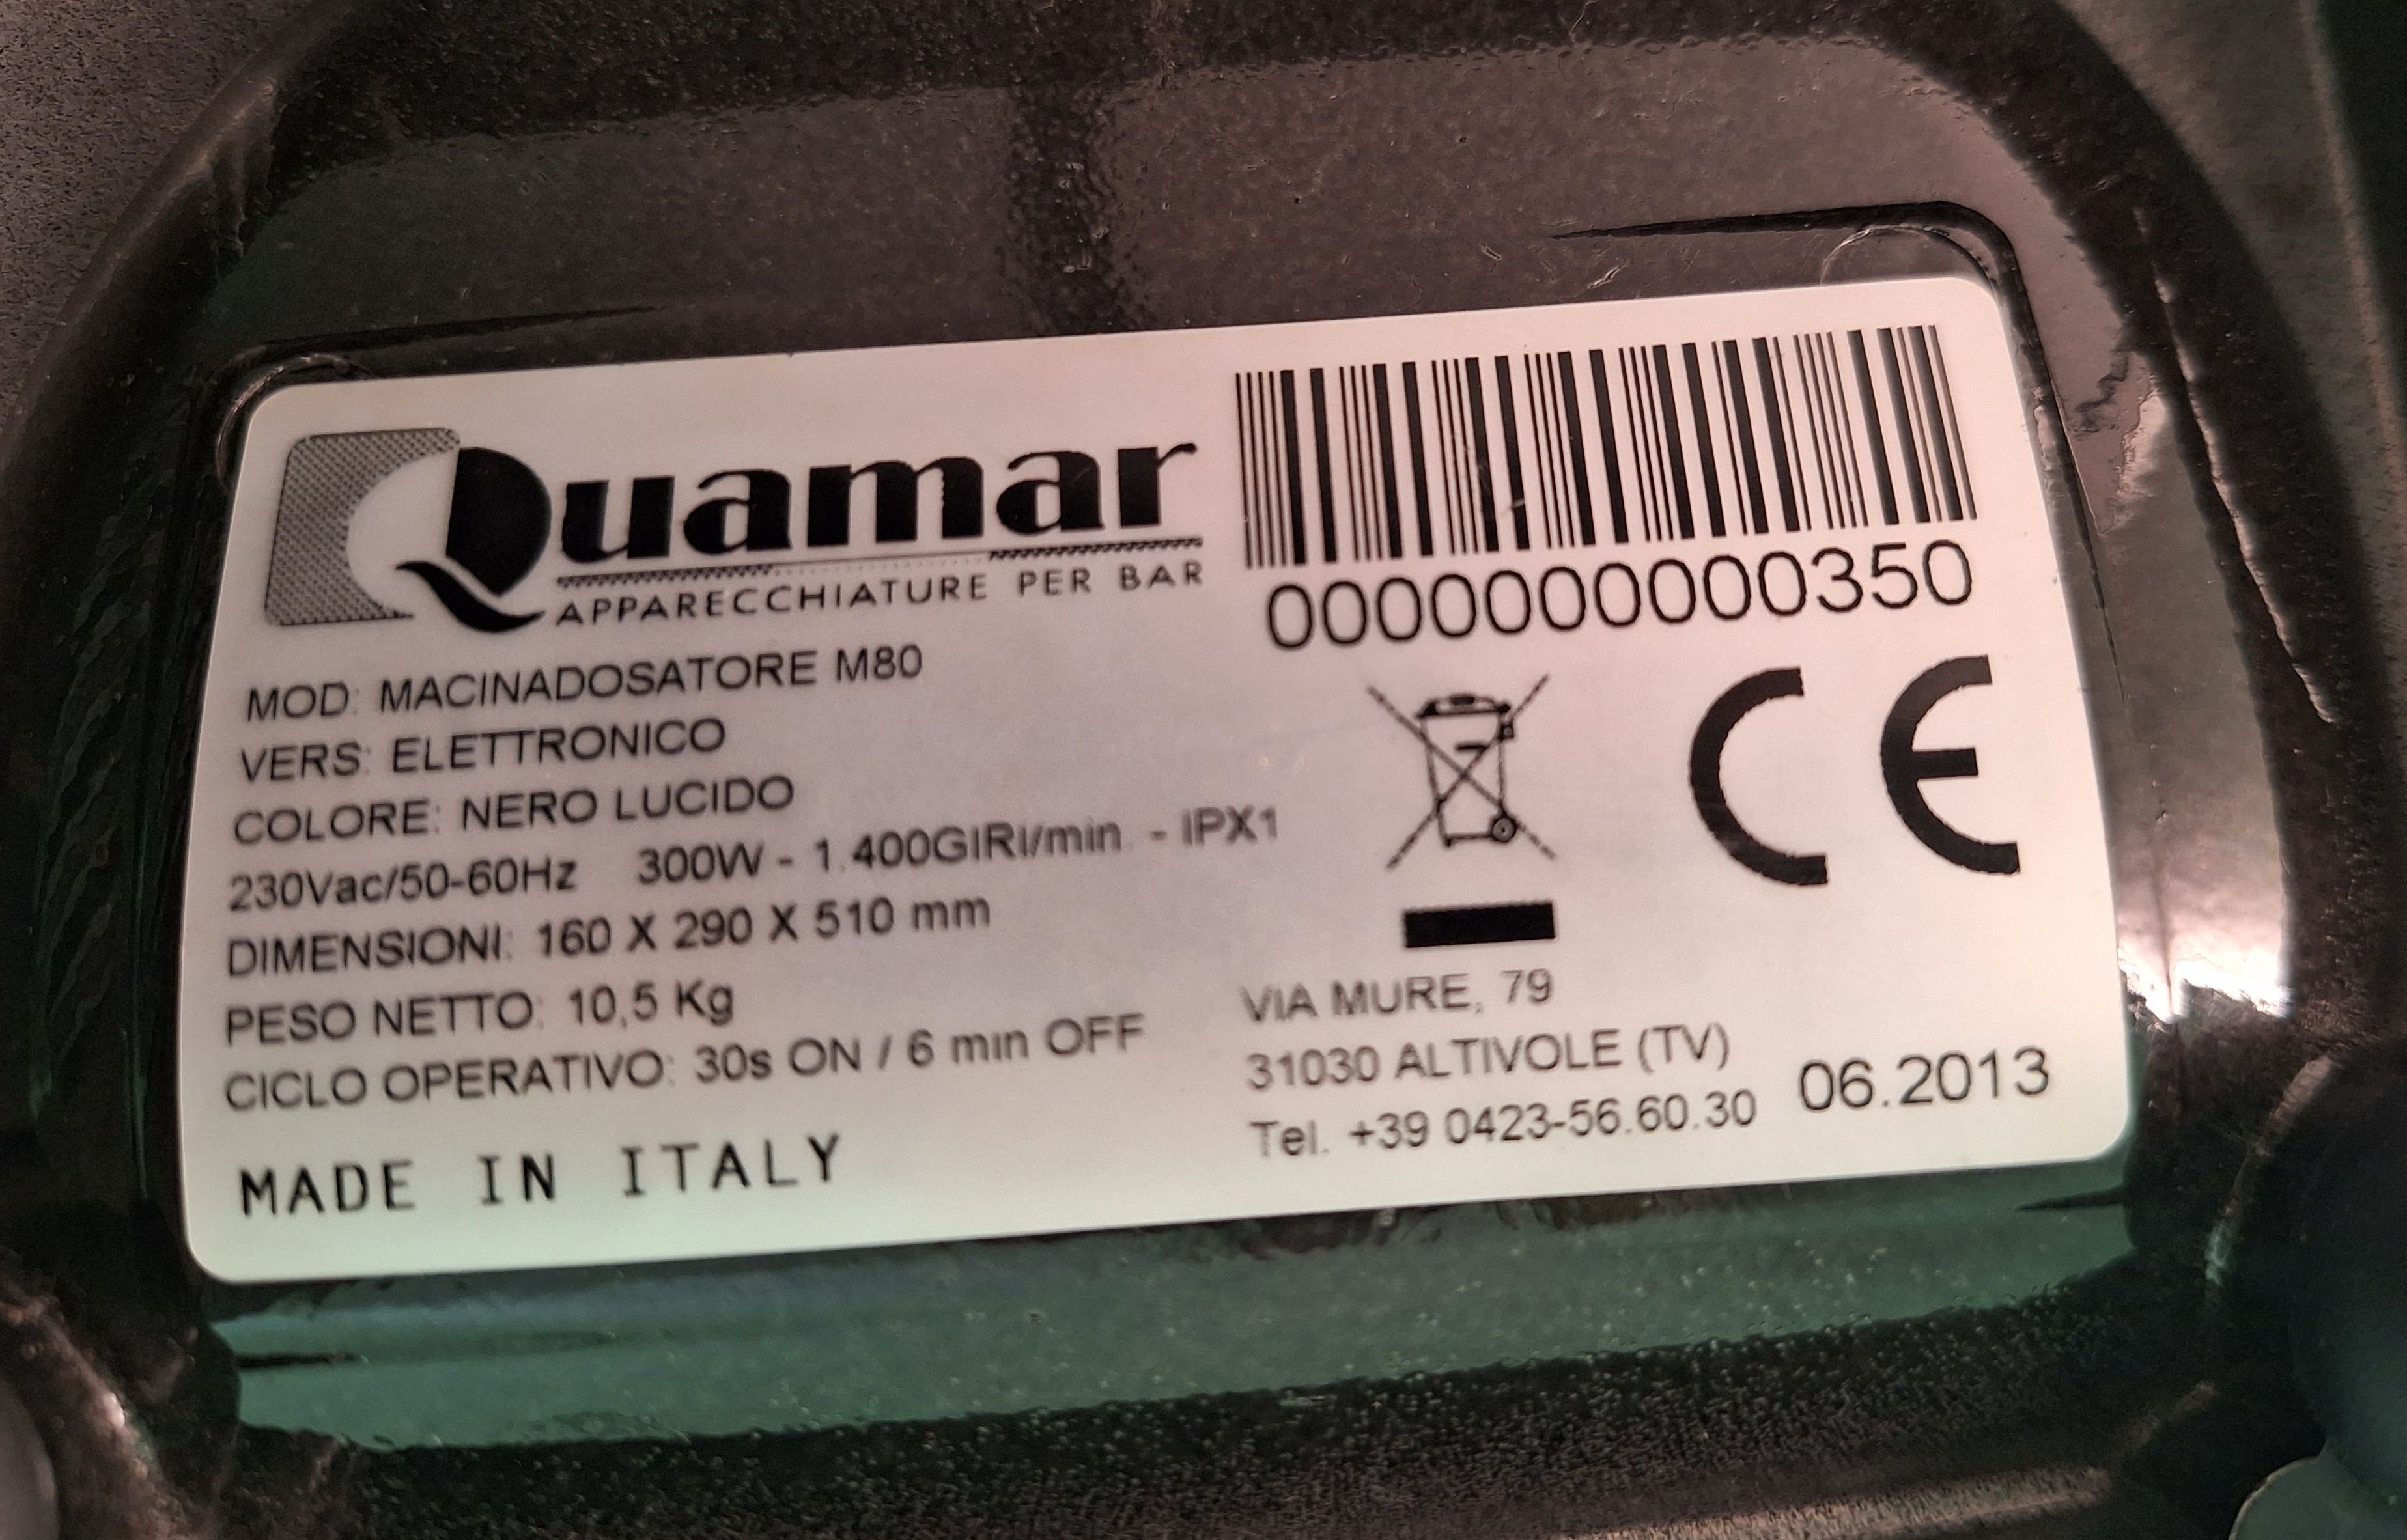 Quamar
APPARECCHIATURE PER BAR
0000000000350
MOD: MACINADOSATORE M80
VERS: ELETTRONICO
COLORE: NERO LUCIDO
230Vac/50-60Hz 300W - 1.400GIRI/min - IPX1
DIMENSIONI: 160 X 290 X 510 mm
PESO NETTO: 10,5 Kg
CICLO OPERATIVO: 30s ON / 6 min OFF
MADE IN ITALY
CE
VIA MURE, 79
31030 ALTIVOLE (TV)
Tel. +39 0423-56.60.30
06.2013